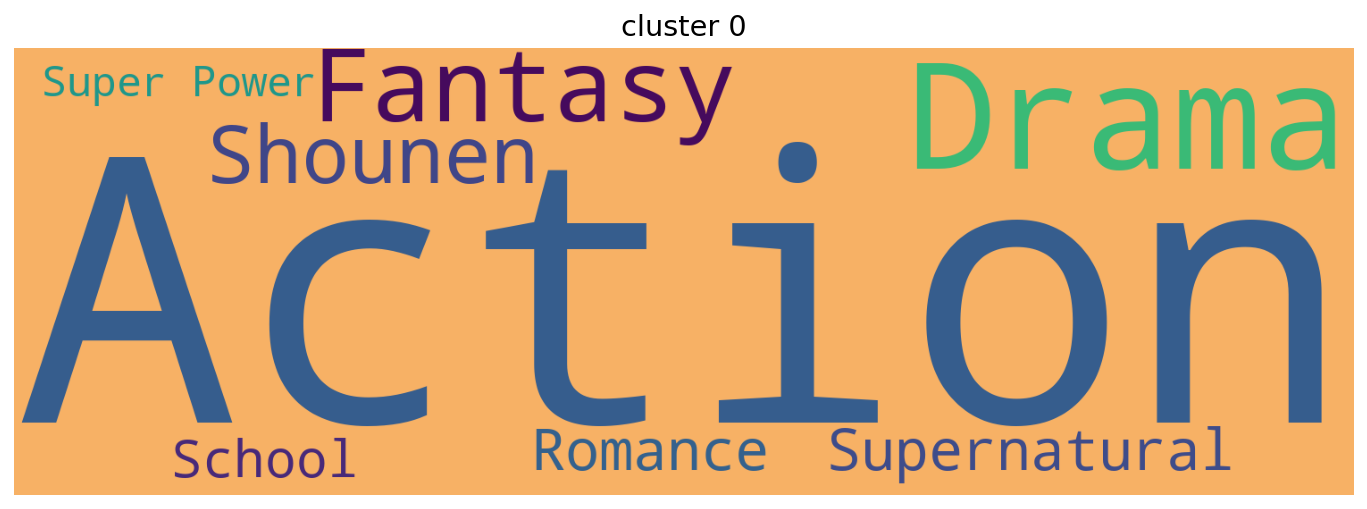 cluster 0
Super Power
Fantasy
Drama
Shounen
Action
School
Romance
Supernatural